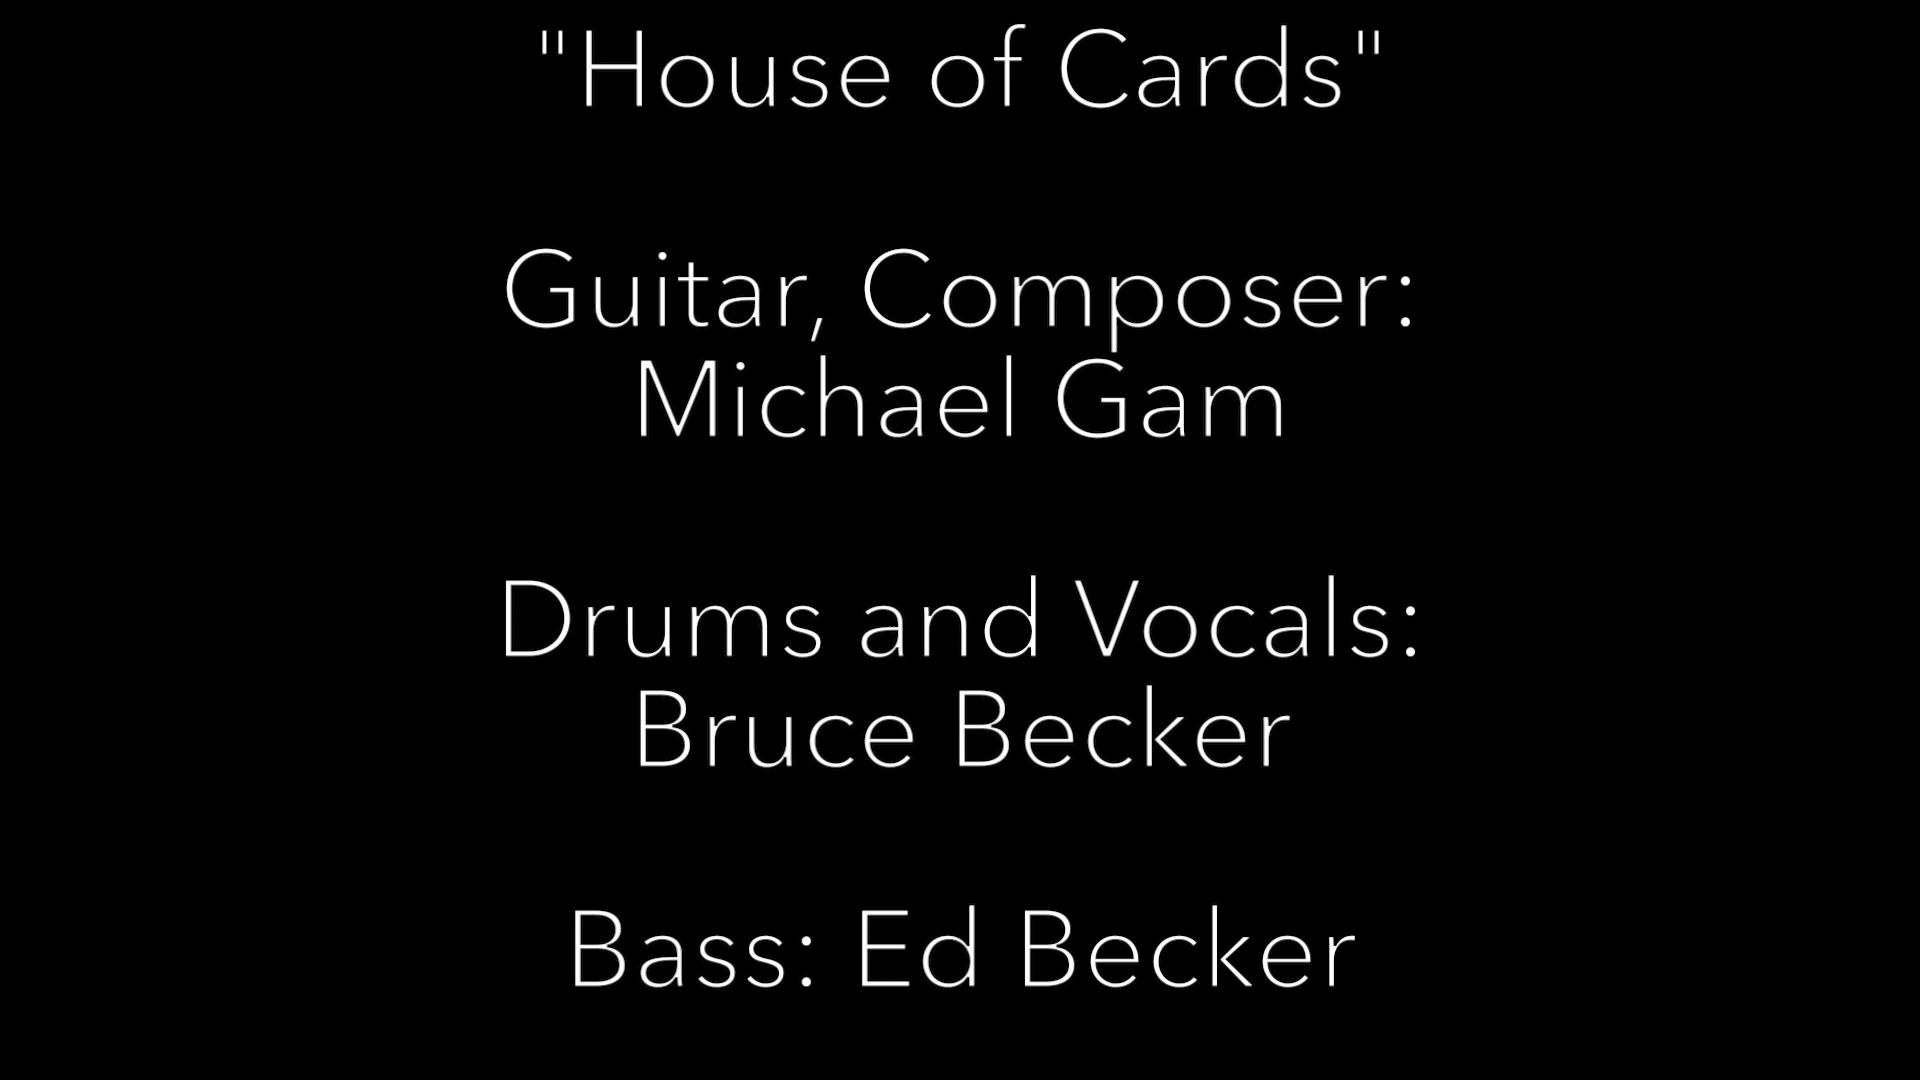 "House of Cards"
Guitar, Composer:
Michael Gam
Drums and Vocals:
Bruce Becker
Bass: Ed Becker